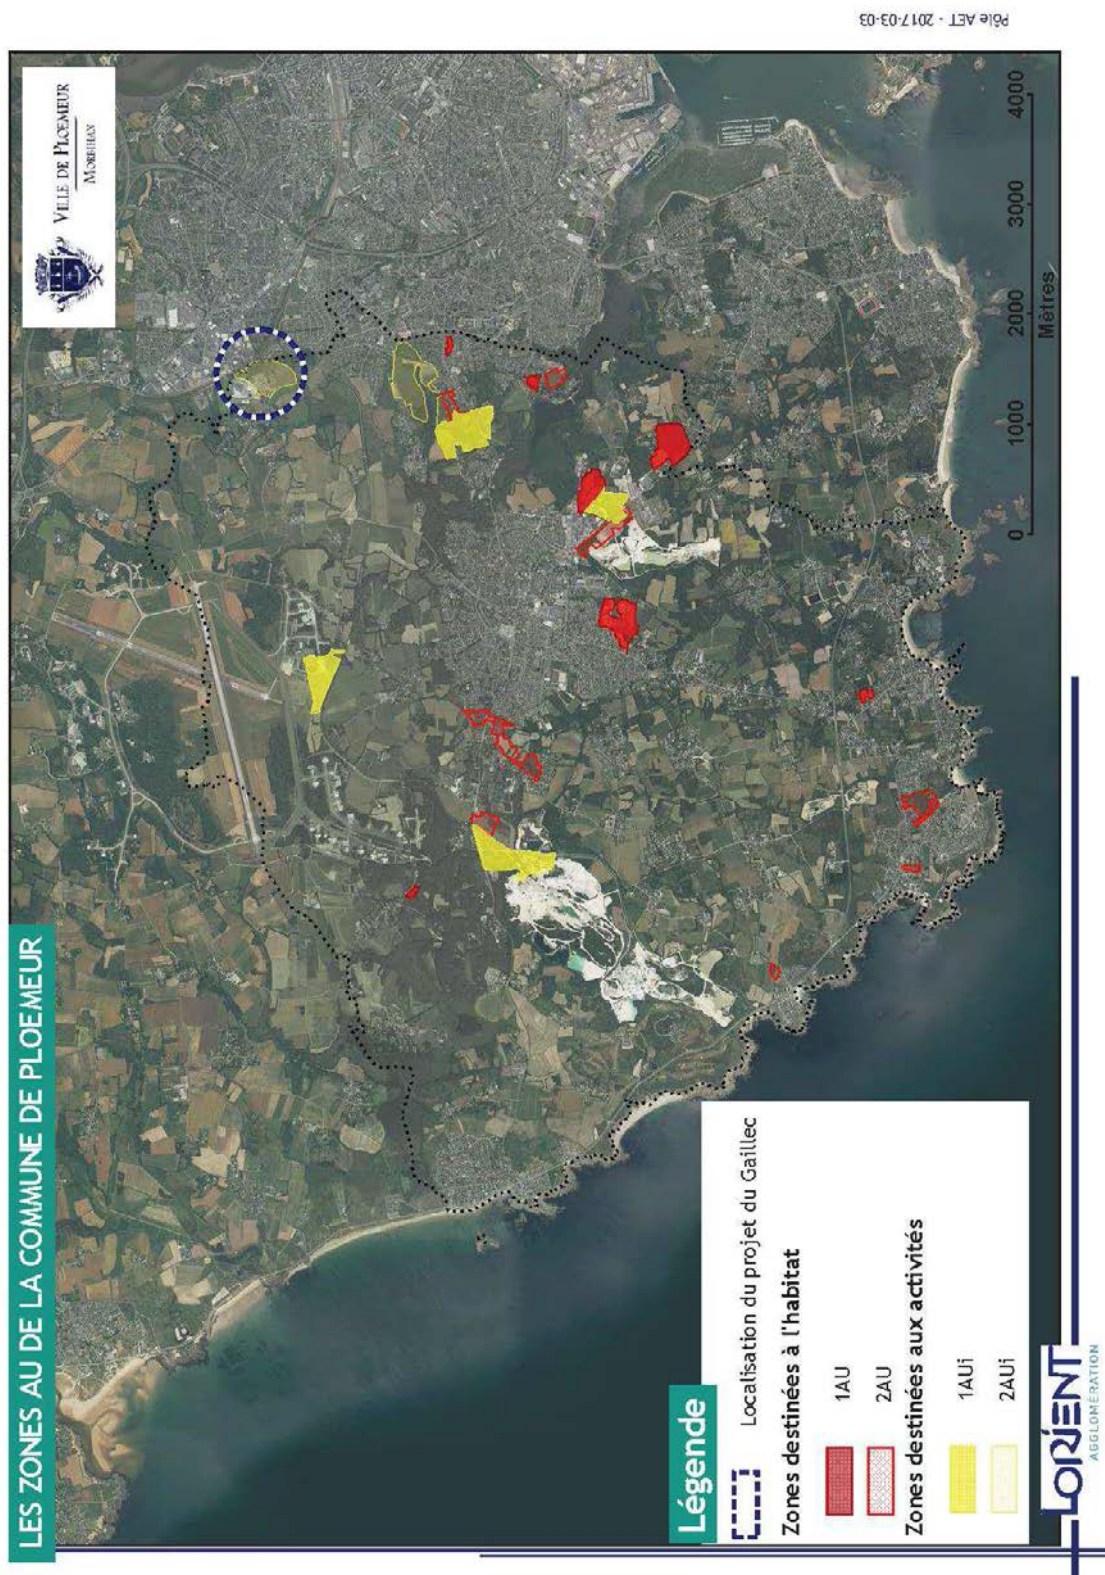 LES ZONES AU DE LA COMMUNE DE PLOEMEUR
VILLE DE PLOEMEUR
MORBIHAN
Légende
Localisation du projet du Gaillec
Zones destinées à l'habitat
1AU
2AU
Zones destinées aux activités
1AUi
2AUi
0 1000 2000 3000 4000
Mètres
LORIENT
AGGLOMÉRATION
Pôle AET - 2017-03-03